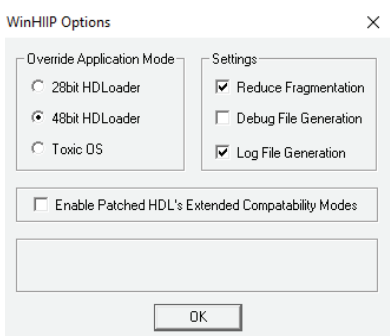 WinHIIP Options
Override Application Mode
28bit HDLoader
48bit HDLoader
Toxic OS
Settings
Reduce Fragmentation
Debug File Generation
Log File Generation
Enable Patched HDL's Extended Compatability Modes
OK